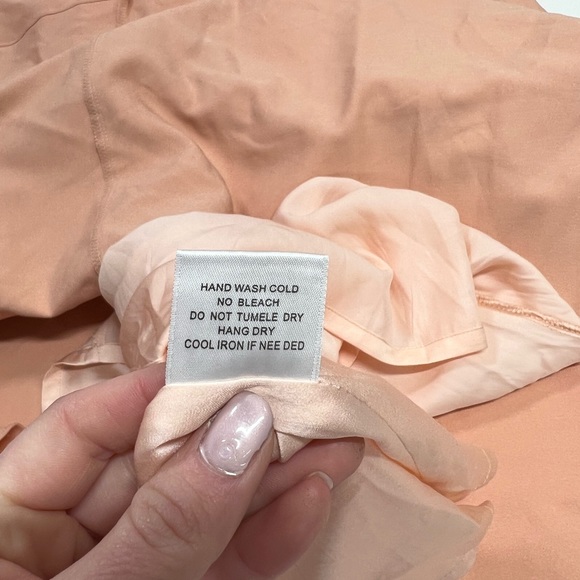 HAND WASH COLD
NO BLEACH
DO NOT TUMELE DRY
HANG DRY
COOL IRON IF NEE DED